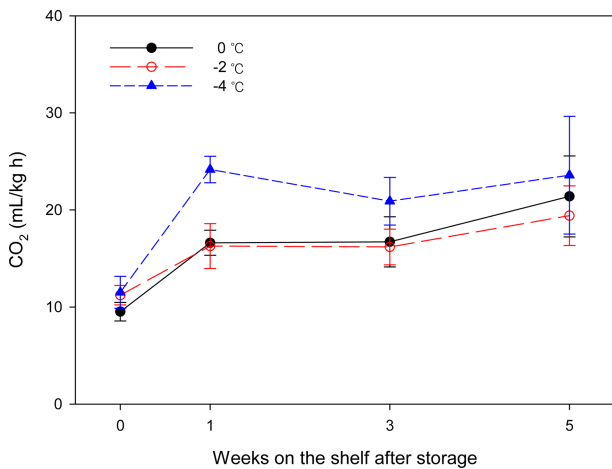 40
30
20
10
0
CO₂ (mL/kg h)
0 ℃
-2 ℃
-4 ℃
0 1 3 5
Weeks on the shelf after storage